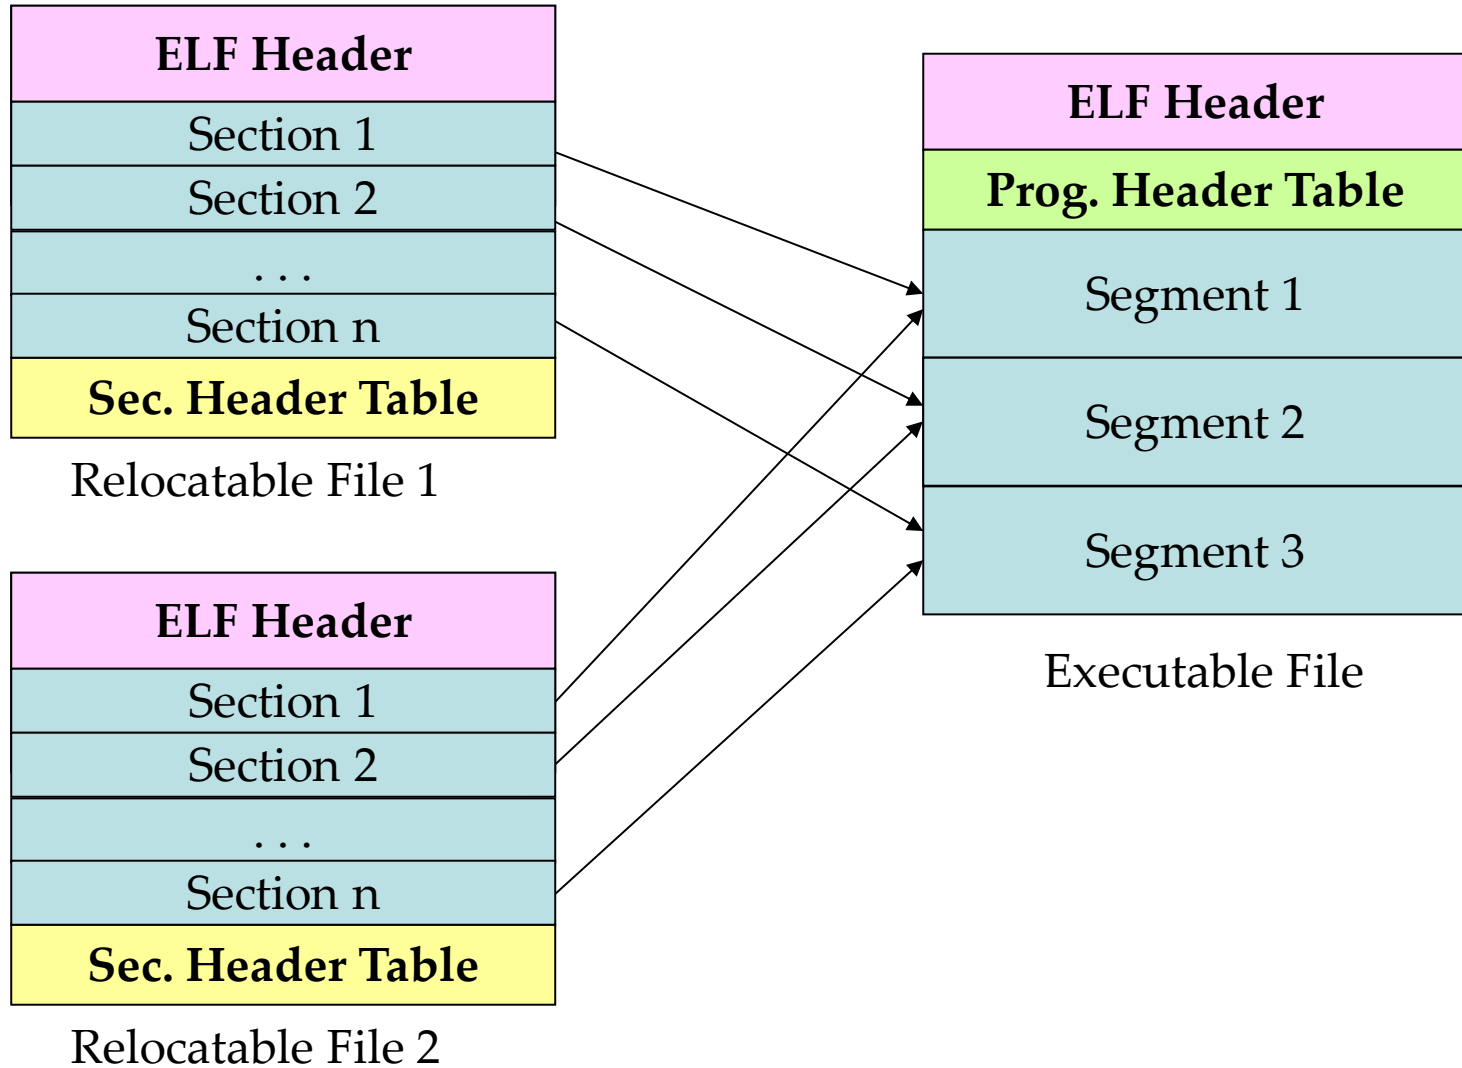 ELF Header
Section 1
Section 2
. . .
Section n
Sec. Header Table
Relocatable File 1
ELF Header
Section 1
Section 2
. . .
Section n
Sec. Header Table
Relocatable File 2
ELF Header
Prog. Header Table
Segment 1
Segment 2
Segment 3
Executable File